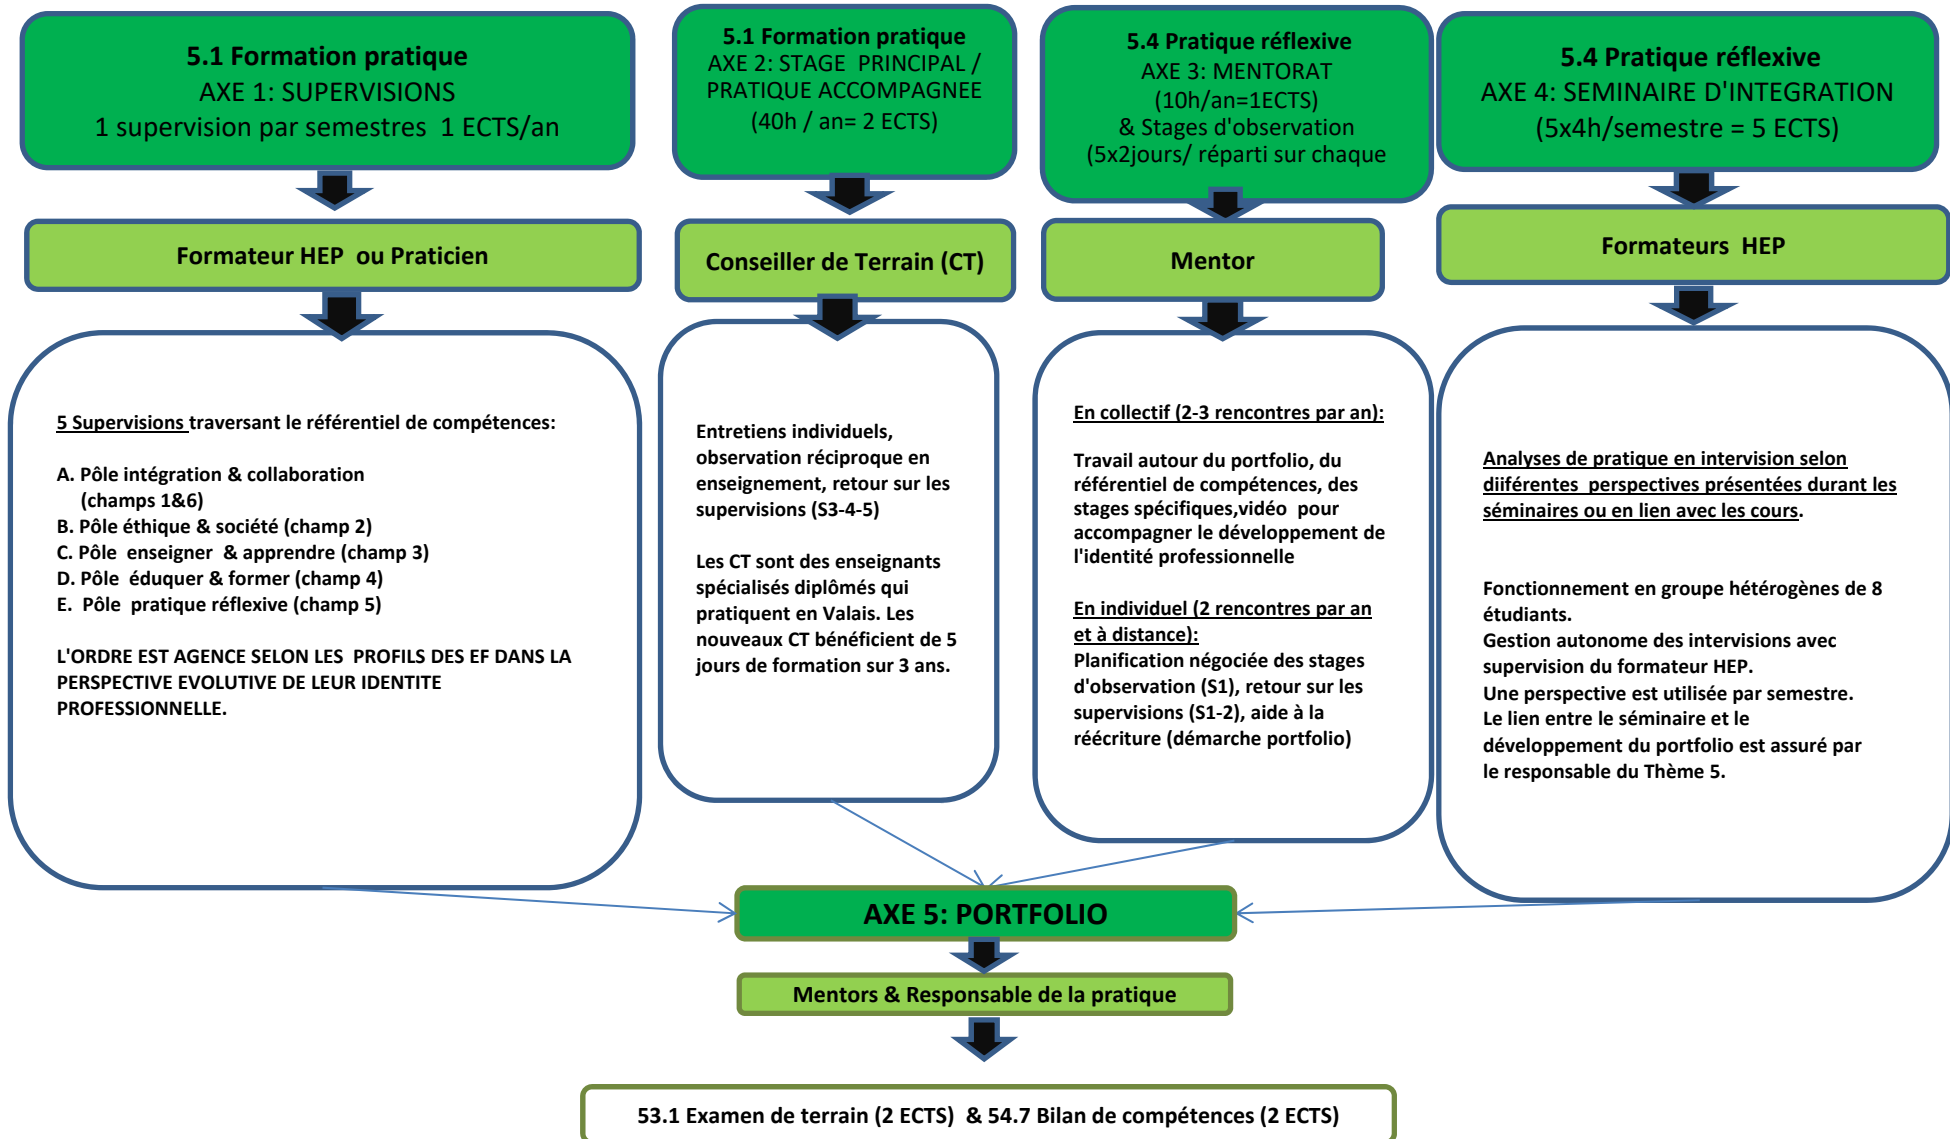 5.1 Formation pratique
AXE 1: SUPERVISIONS
1 supervision par semestres 1 ECTS/an
5.1 Formation pratique
AXE 2: STAGE PRINCIPAL /
PRATIQUE ACCOMPAGNEE
(40h / an= 2 ECTS)
5.4 Pratique réflexive
AXE 3: MENTORAT
(10h/an=1ECTS)
& Stages d'observation
(5x2jours/ réparti sur chaque
5.4 Pratique réflexive
AXE 4: SEMINAIRE D'INTEGRATION
(5x4h/semestre = 5 ECTS)
Formateur HEP ou Praticien
Conseiller de Terrain (CT)
Mentor
Formateurs HEP
5 Supervisions traversant le référentiel de compétences:
A. Pôle intégration & collaboration
(champs 1&6)
B. Pôle éthique & société (champ 2)
C. Pôle enseigner & apprendre (champ 3)
D. Pôle éduquer & former (champ 4)
E. Pôle pratique réflexive (champ 5)
L'ORDRE EST AGENCE SELON LES PROFILS DES EF DANS LA
PERSPECTIVE EVOLUTIVE DE LEUR IDENTITE
PROFESSIONNELLE.
Entretiens individuels,
observation réciproque en
enseignement, retour sur les
supervisions (S3-4-5)
Les CT sont des enseignants
spécialisés diplômés qui
pratiquent en Valais. Les
nouveaux CT bénéficient de 5
jours de formation sur 3 ans.
En collectif (2-3 rencontres par an):
Travail autour du portfolio, du
référentiel de compétences, des
stages spécifiques,vidéo pour
accompagner le développement de
l'identité professionnelle
En individuel (2 rencontres par an
et à distance):
Planification négociée des stages
d'observation (S1), retour sur les
supervisions (S1-2), aide à la
réécriture (démarche portfolio)
Analyses de pratique en intervision selon
diiférentes perspectives présentées durant les
séminaires ou en lien avec les cours.
Fonctionnement en groupe hétérogènes de 8
étudiants.
Gestion autonome des intervisions avec
supervision du formateur HEP.
Une perspective est utilisée par semestre.
Le lien entre le séminaire et le
développement du portfolio est assuré par
le responsable du Thème 5.
AXE 5: PORTFOLIO
Mentors & Responsable de la pratique
53.1 Examen de terrain (2 ECTS) & 54.7 Bilan de compétences (2 ECTS)